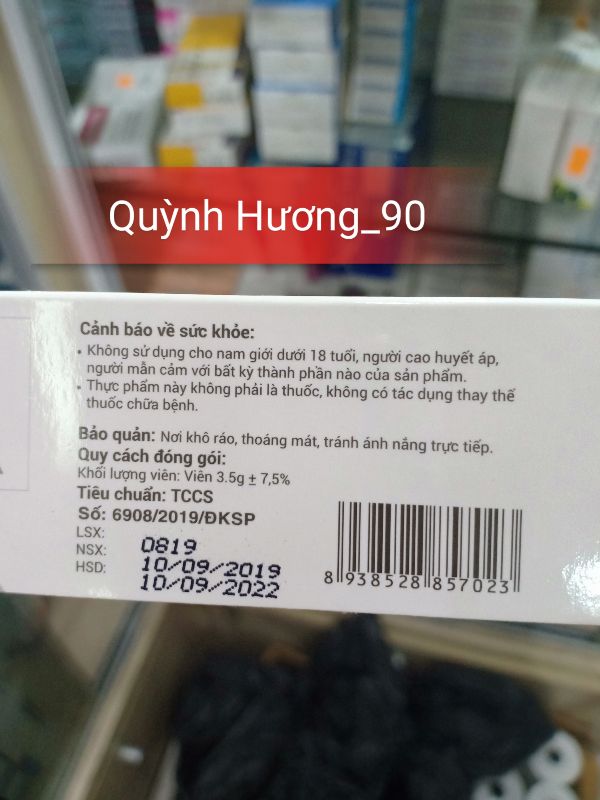 Quỳnh Hương_90
Cảnh báo về sức khỏe:
• Không sử dụng cho nam giới dưới 18 tuổi, người cao huyết áp,
người mẫn cảm với bất kỳ thành phần nào của sản phẩm.
• Thực phẩm này không phải là thuốc, không có tác dụng thay thế
thuốc chữa bệnh.
Bảo quản: Nơi khô ráo, thoáng mát, tránh ánh nắng trực tiếp.
Quy cách đóng gói:
Khối lượng viên: Viên 3.5g ± 7,5%
Tiêu chuẩn: TCCS
Số: 6908/2019/ĐKSP
LSX: 0819
NSX: 10/09/2019
HSD: 10/09/2022
8 938528 857023